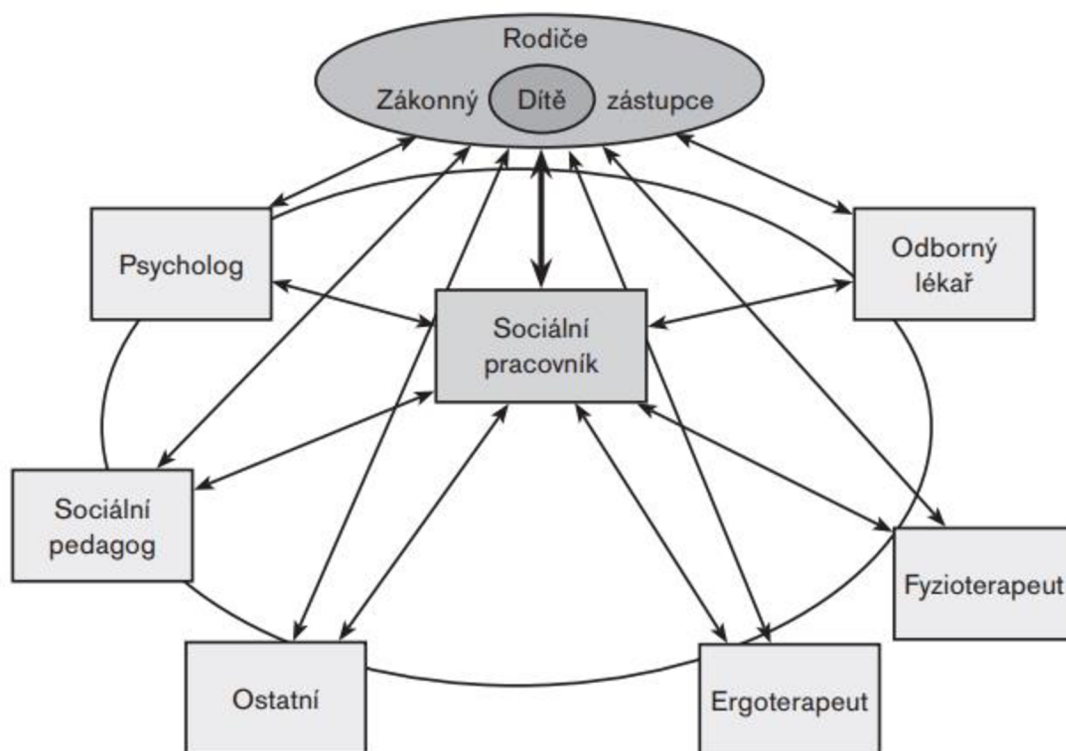 Rodiče
Zákonný Dítě zástupce
Psycholog
Odborný
lékař
Sociální
pracovník
Sociální
pedagog
Fyzioterapeut
Ostatní
Ergoterapeut